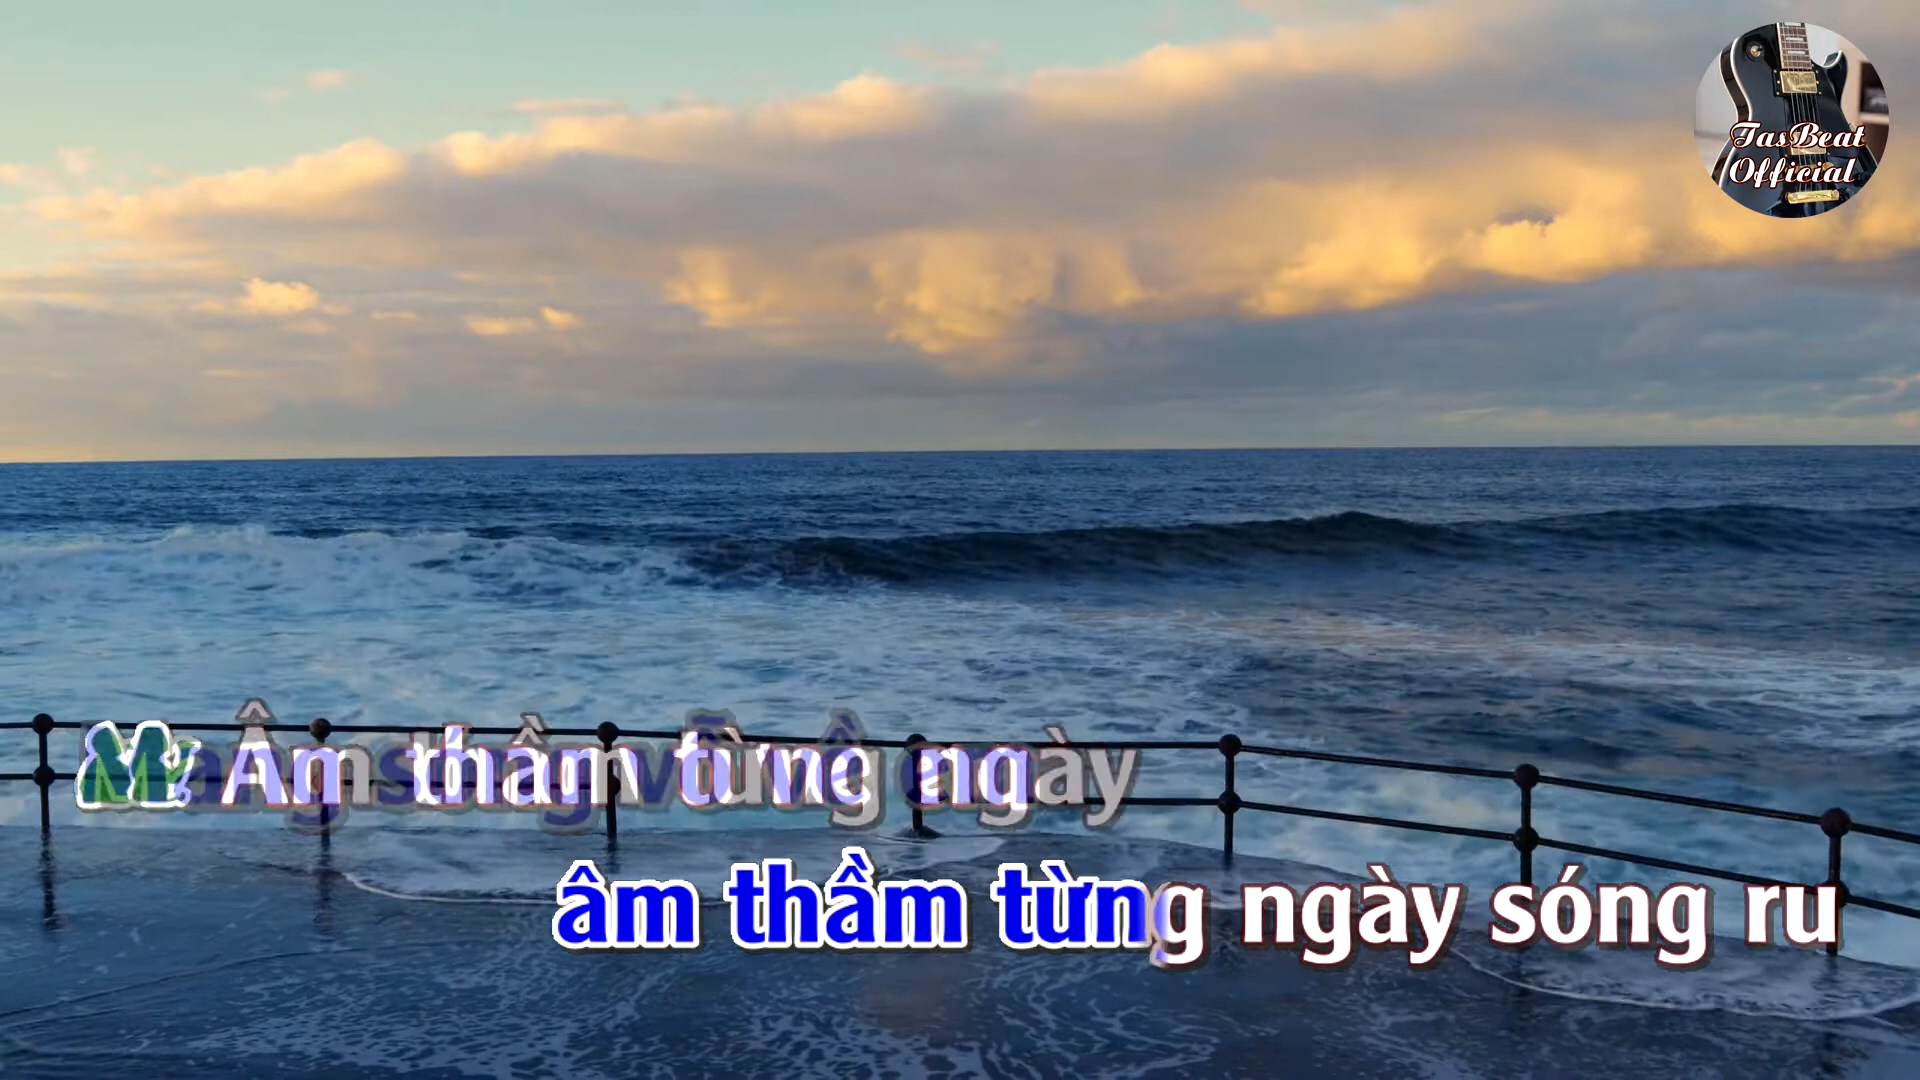 TasBeat
Official
Âm thầm từng ngày
âm thầm từng ngày sóng ru